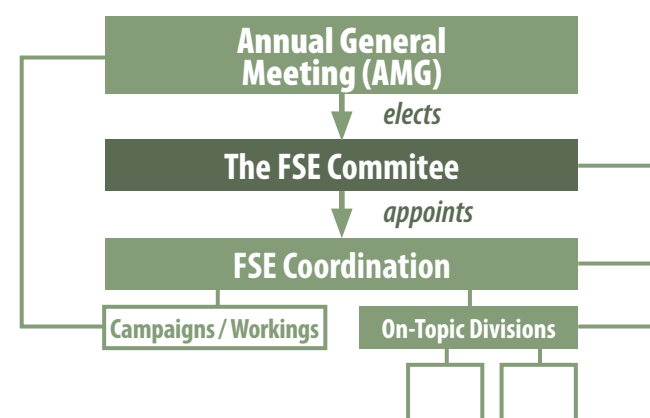 Annual General
Meeting (AMG)
elects
The FSE Commitee
appoints
FSE Coordination
Campaigns / Workings
On-Topic Divisions